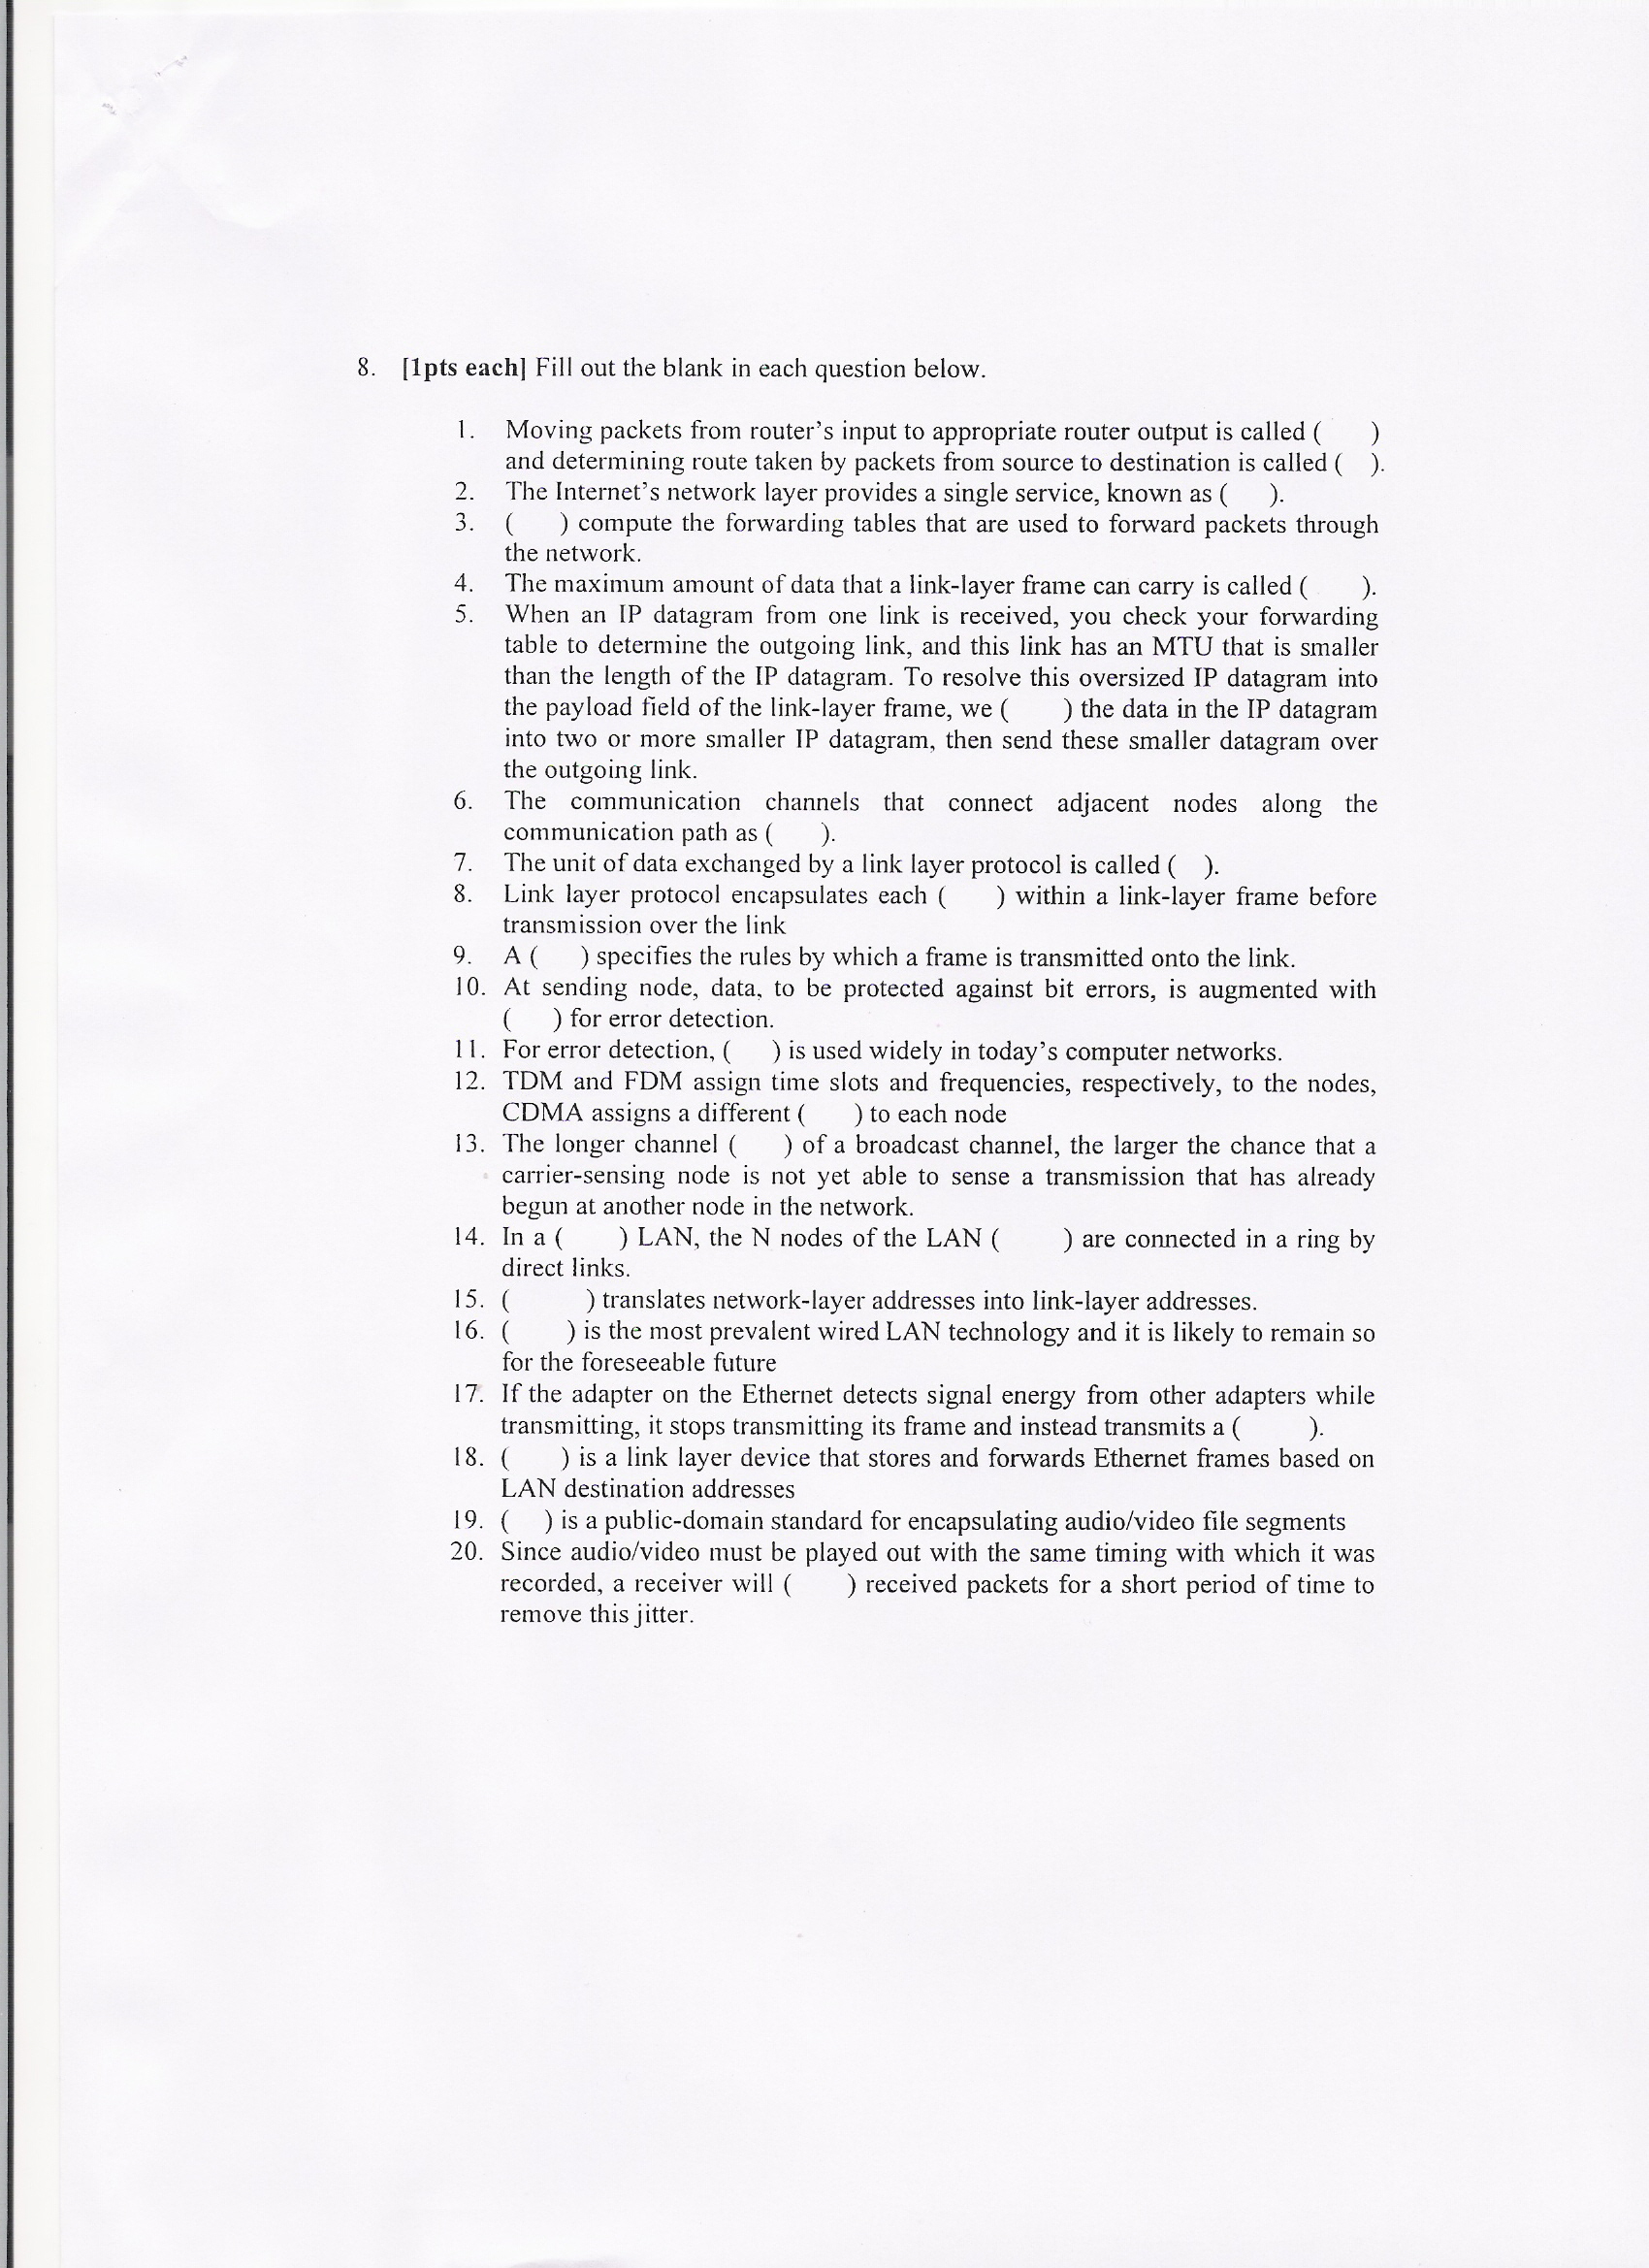 8. [1pts each] Fill out the blank in each question below.
1. Moving packets from router's input to appropriate router output is called ( )
and determining route taken by packets from source to destination is called ( ).
2. The Internet's network layer provides a single service, known as ( ).
3. ( ) compute the forwarding tables that are used to forward packets through
the network.
4. The maximum amount of data that a link-layer frame can carry is called ( ).
5. When an IP datagram from one link is received, you check your forwarding
table to determine the outgoing link, and this link has an MTU that is smaller
than the length of the IP datagram. To resolve this oversized IP datagram into
the payload field of the link-layer frame, we ( ) the data in the IP datagram
into two or more smaller IP datagram, then send these smaller datagram over
the outgoing link.
6. The communication channels that connect adjacent nodes along the
communication path as ( ).
7. The unit of data exchanged by a link layer protocol is called ( ).
8. Link layer protocol encapsulates each ( ) within a link-layer frame before
transmission over the link
9. A ( ) specifies the rules by which a frame is transmitted onto the link.
10. At sending node, data, to be protected against bit errors, is augmented with
( ) for error detection.
11. For error detection, ( ) is used widely in today's computer networks.
12. TDM and FDM assign time slots and frequencies, respectively, to the nodes,
CDMA assigns a different ( ) to each node
13. The longer channel ( ) of a broadcast channel, the larger the chance that a
carrier-sensing node is not yet able to sense a transmission that has already
begun at another node in the network.
14. In a ( ) LAN, the N nodes of the LAN ( ) are connected in a ring by
direct links.
15. ( ) translates network-layer addresses into link-layer addresses.
16. ( ) is the most prevalent wired LAN technology and it is likely to remain so
for the foreseeable future
17. If the adapter on the Ethernet detects signal energy from other adapters while
transmitting, it stops transmitting its frame and instead transmits a ( ).
18. ( ) is a link layer device that stores and forwards Ethernet frames based on
LAN destination addresses
19. ( ) is a public-domain standard for encapsulating audio/video file segments
20. Since audio/video must be played out with the same timing with which it was
recorded, a receiver will ( ) received packets for a short period of time to
remove this jitter.